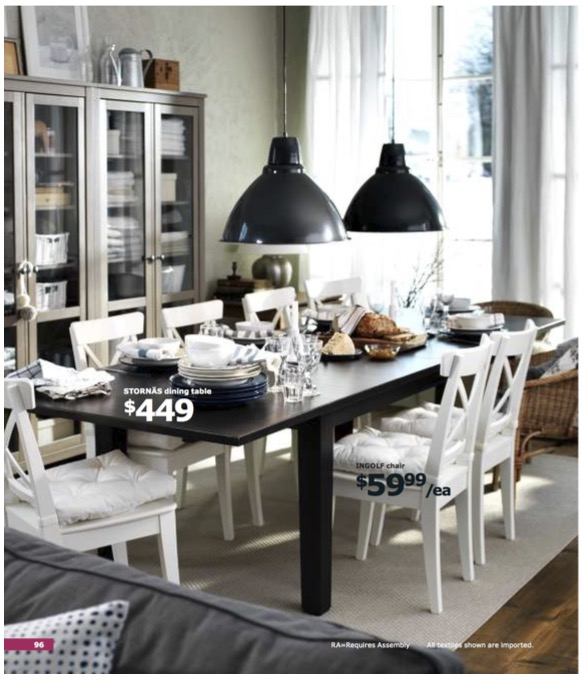 STORNÄS dining table
$449
INGOLF chair
$59⁹⁹/ea
96
RA=Requires Assembly All textiles shown are imported.